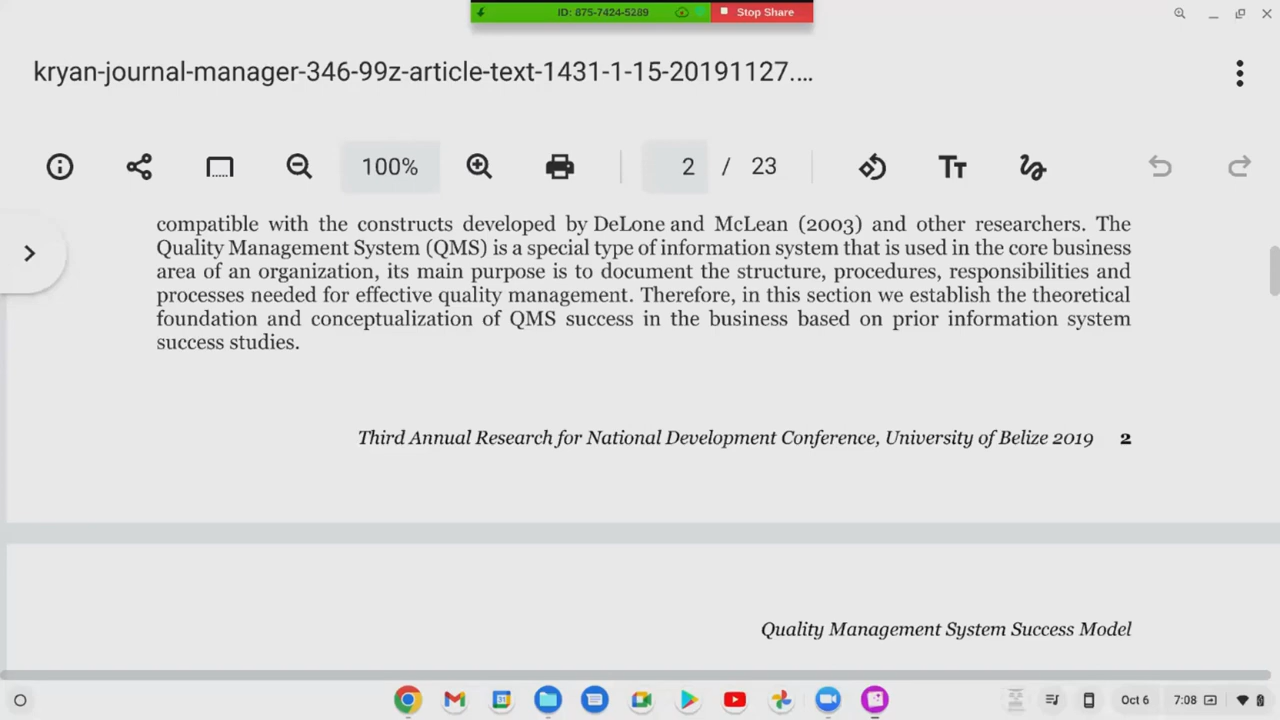 ID: 875-7424-5289 Stop Share
kryan-journal-manager-346-99z-article-text-1431-1-15-20191127....
100% 2 / 23
compatible with the constructs developed by DeLone and McLean (2003) and other researchers. The
Quality Management System (QMS) is a special type of information system that is used in the core business
area of an organization, its main purpose is to document the structure, procedures, responsibilities and
processes needed for effective quality management. Therefore, in this section we establish the theoretical
foundation and conceptualization of QMS success in the business based on prior information system
success studies.
Third Annual Research for National Development Conference, University of Belize 2019 2
Quality Management System Success Model
Oct 6 7:08